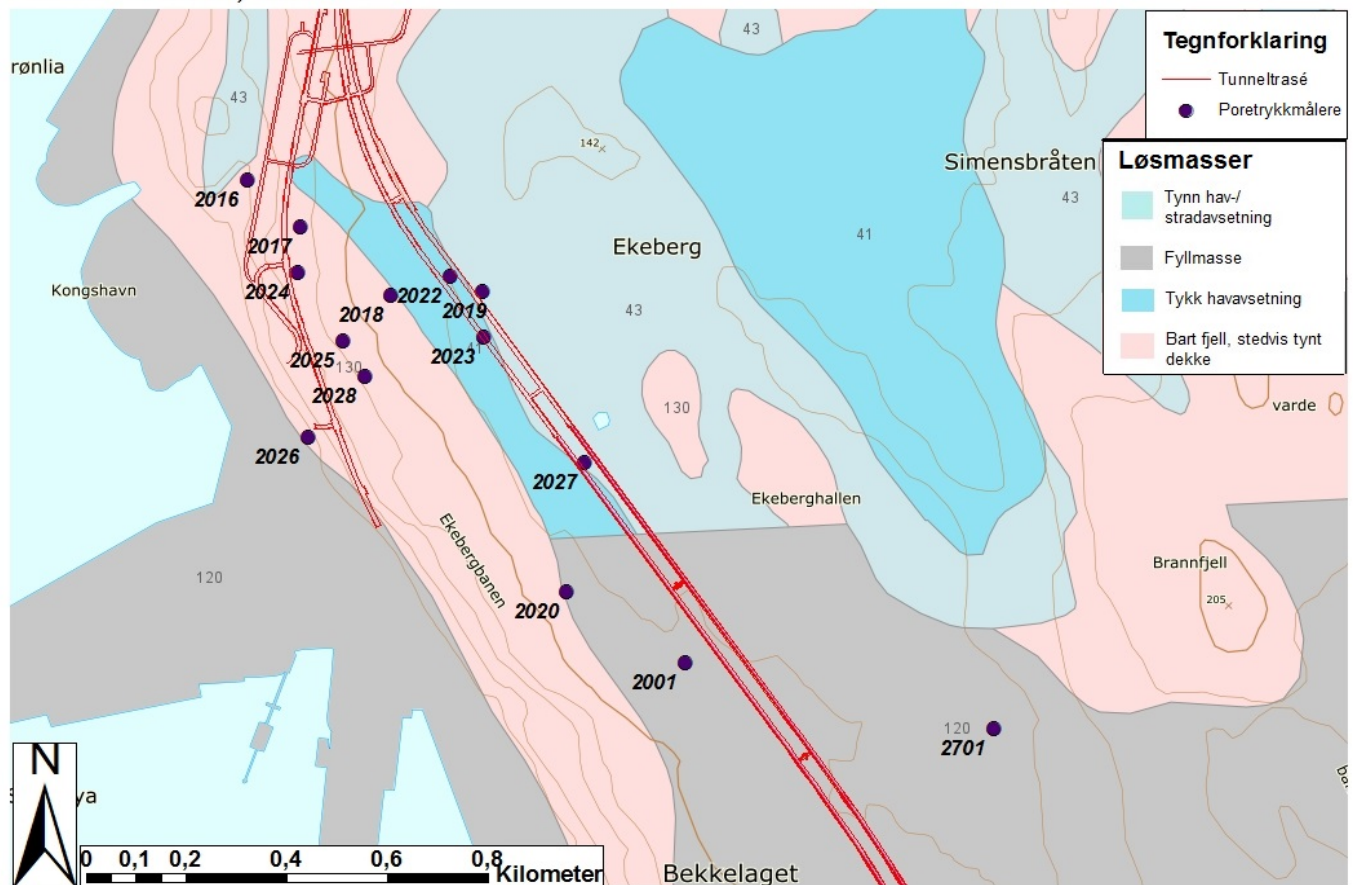 Tegnforklaring
Tunneltrasé
Poretrykkmålere
Løsmasser
Tynn hav-/
stradavsetning
Fyllmasse
Tykk havavsetning
Bart fjell, stedvis tynt
dekke
rønlia
43
43
142
Simensbråten
43
2016
41
2017
Ekeberg
Kongshavn
2024
2022
2018
2019
43
2025
130
2023
41
2028
130
varde
2026
2027
Ekeberghallen
Ekebergbanen
120
Brannfjell
205
2020
2001
120
2701
N
ya
0 0,1 0,2 0,4 0,6 0,8
Kilometer
Bekkelaget